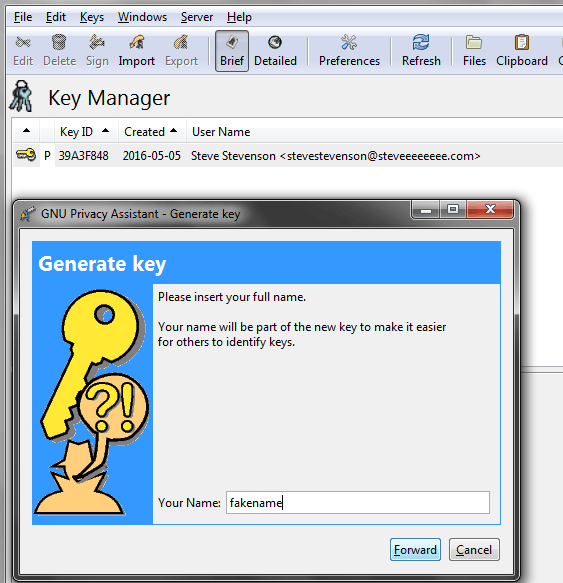 File Edit Keys Windows Server Help
Edit Delete Sign Import Export Brief Detailed Preferences Refresh Files Clipboard
Key Manager
Key ID Created User Name
P 39A3F848 2016-05-05 Steve Stevenson <stevestevenson@steveeeeeeee.com>
GNU Privacy Assistant - Generate key
Generate key
Please insert your full name.
Your name will be part of the new key to make it easier
for others to identify keys.
?!
Your Name: fakename
Forward Cancel